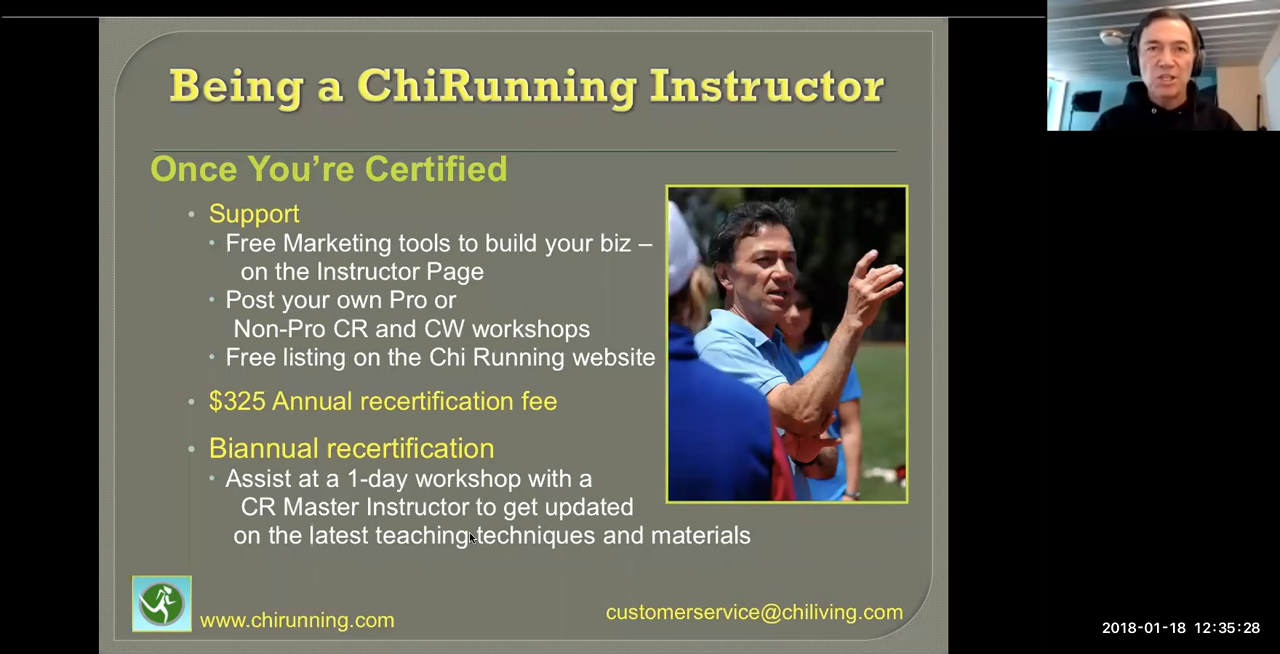 Being a ChiRunning Instructor
Once You're Certified
• Support
• Free Marketing tools to build your biz –
on the Instructor Page
• Post your own Pro or
Non-Pro CR and CW workshops
• Free listing on the Chi Running website
• $325 Annual recertification fee
• Biannual recertification
• Assist at a 1-day workshop with a
CR Master Instructor to get updated
on the latest teaching techniques and materials
www.chirunning.com
customerservice@chiliving.com
2018-01-18 12:35:28